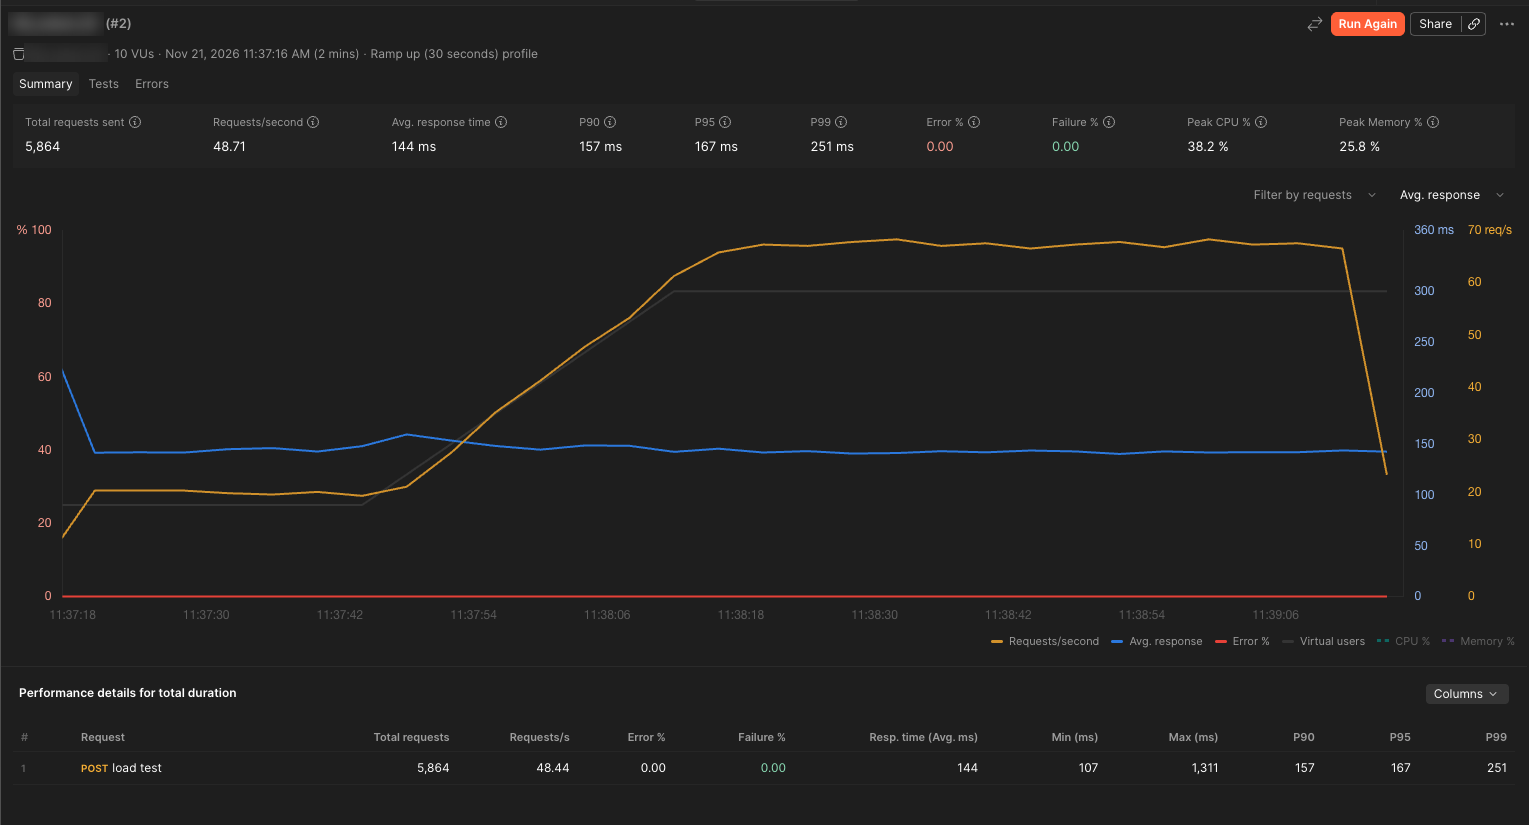 (#2)
Run Again
Share
· 10 VUs · Nov 21, 2026 11:37:16 AM (2 mins) · Ramp up (30 seconds) profile
Summary Tests Errors
Total requests sent Requests/second Avg. response time P90 P95 P99 Error % Failure % Peak CPU % Peak Memory %
5,864 48.71 144 ms 157 ms 167 ms 251 ms 0.00 0.00 38.2 % 25.8 %
Filter by requests Avg. response
% 100 360 ms 70 req/s
60
80 300
50
250
60 40
200
40 150 30
100 20
20
50 10
0 0 0
11:37:18 11:37:30 11:37:42 11:37:54 11:38:06 11:38:18 11:38:30 11:38:42 11:38:54 11:39:06
Requests/second Avg. response Error % Virtual users CPU % Memory %
Performance details for total duration
Columns
# Request Total requests Requests/s Error % Failure % Resp. time (Avg. ms) Min (ms) Max (ms) P90 P95 P99
1 POST load test 5,864 48.44 0.00 0.00 144 107 1,311 157 167 251